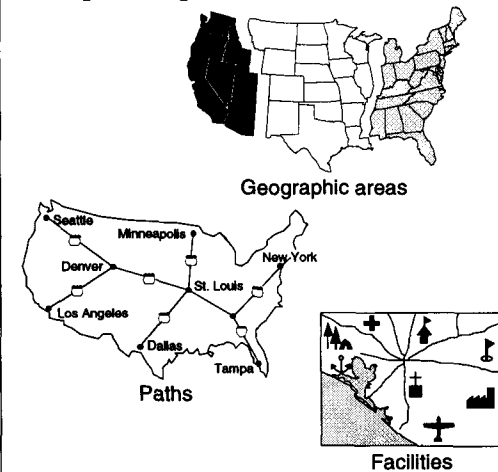 Geographic areas
Seattle
Minneapolis
New York
Denver
St. Louis
Los Angeles
Dallas
Tampa
Paths
Facilities